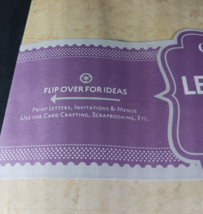 FLIP OVER FOR IDEAS
PRINT LETTERS, INVITATIONS & MENUS
USE FOR CARD CRAFTING, SCRAPBOOKING, ETC.
LE